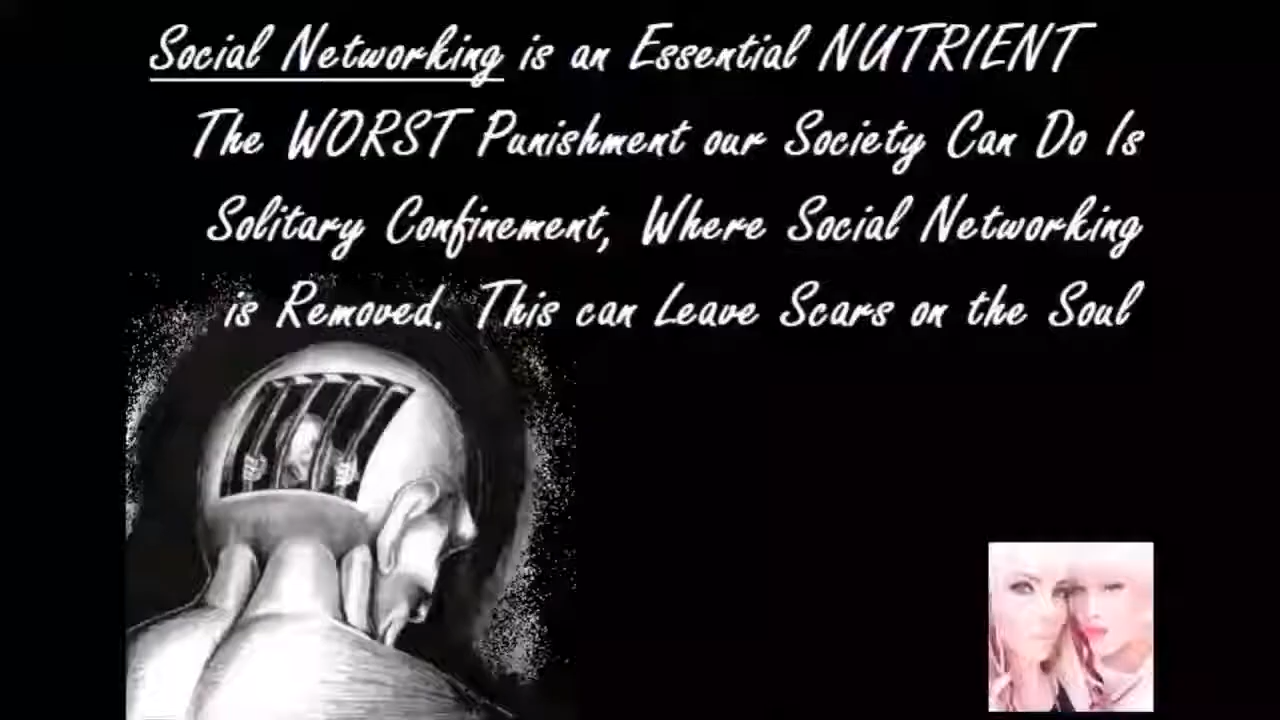 Social Networking is an Essential NUTRIENT
The WORST Punishment our Society Can Do Is
Solitary Confinement, Where Social Networking
is Removed. This can Leave Scars on the Soul